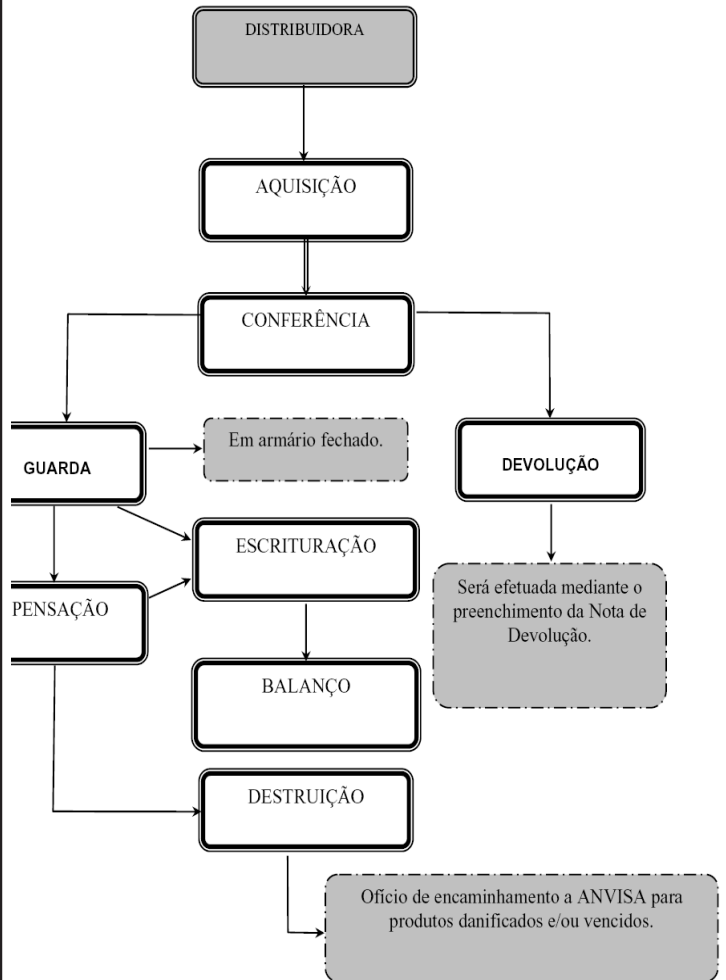 DISTRIBUIDORA
AQUISIÇÃO
CONFERÊNCIA
GUARDA
Em armário fechado.
DEVOLUÇÃO
ESCRITURAÇÃO
Será efetuada mediante o
preenchimento da Nota de
Devolução.
PENSAÇÃO
BALANÇO
DESTRUIÇÃO
Ofício de encaminhamento a ANVISA para
produtos danificados e/ou vencidos.